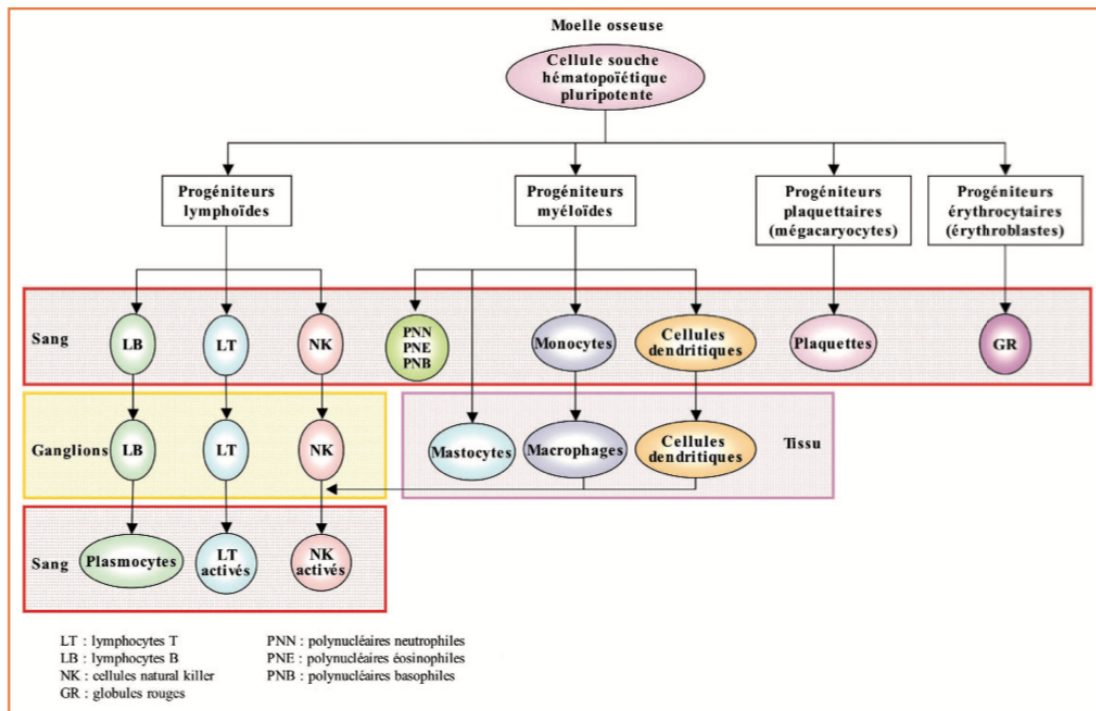 Moelle osseuse
Cellule souche
hématopoïétique
pluripotente
Progéniteurs
lymphoïdes
Progéniteurs
myéloïdes
Progéniteurs
plaquettaires
(mégacaryocytes)
Progéniteurs
érythrocytaires
(érythroblastes)
Sang
LB
LT
NK
PNN
PNE
PNB
Monocytes
Cellules
dendritiques
Plaquettes
GR
Ganglions
LB
LT
NK
Mastocytes
Macrophages
Cellules
dendritiques
Tissu
Sang
Plasmocytes
LT
activés
NK
activés
LT : lymphocytes T
LB : lymphocytes B
NK : cellules natural killer
GR : globules rouges
PNN : polynucléaires neutrophiles
PNE : polynucléaires éosinophiles
PNB : polynucléaires basophiles